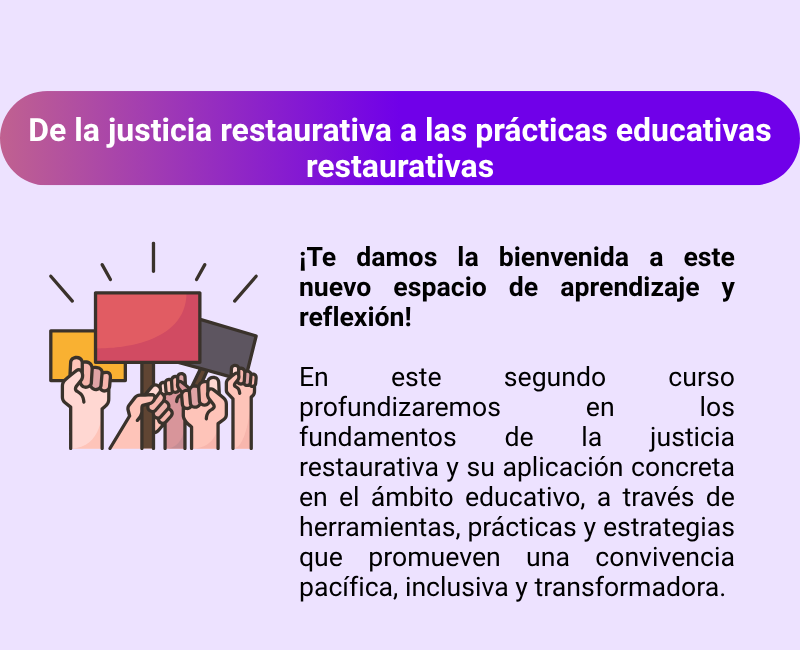 De la justicia restaurativa a las prácticas educativas
restaurativas
¡Te damos la bienvenida a este
nuevo espacio de aprendizaje y
reflexión!
En este segundo curso
profundizaremos en los
fundamentos de la justicia
restaurativa y su aplicación concreta
en el ámbito educativo, a través de
herramientas, prácticas y estrategias
que promueven una convivencia
pacífica, inclusiva y transformadora.